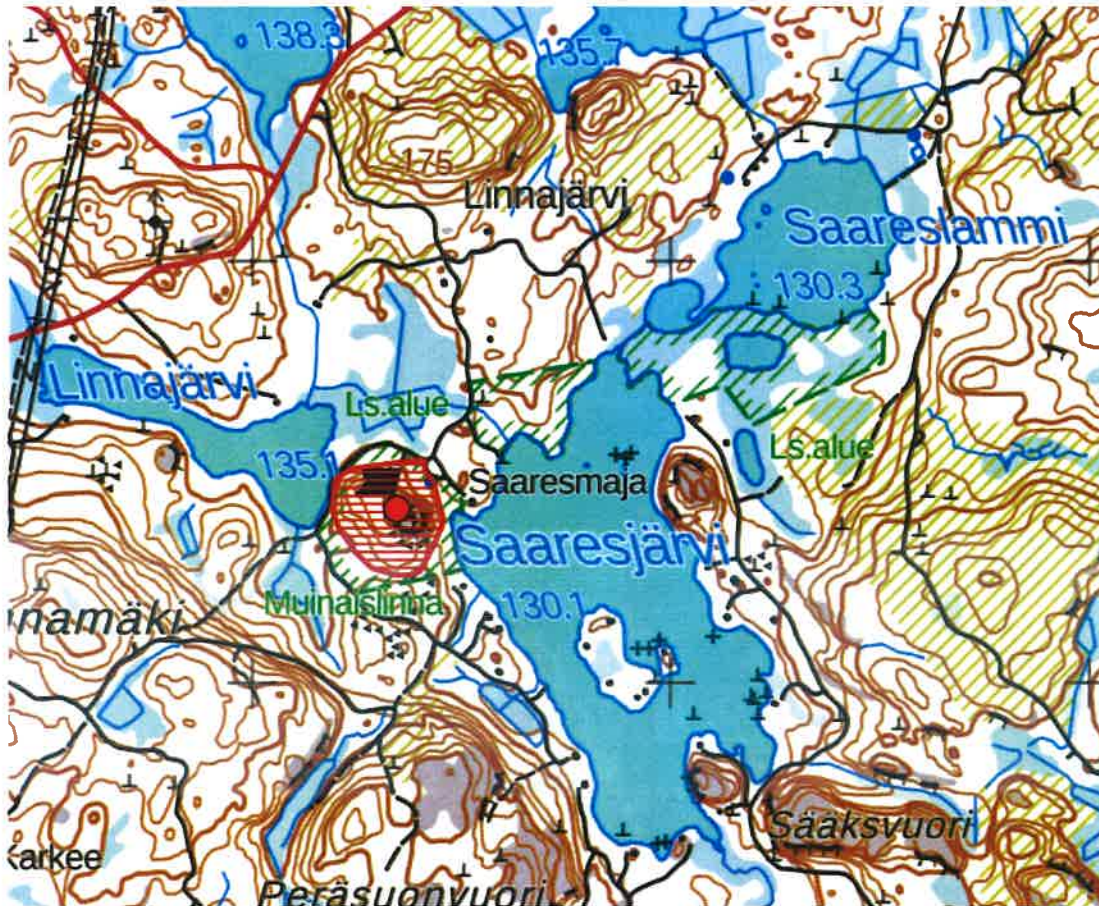 138.3
135.7
175
Linnajärvi
Saareslammi
130.3
Linnajärvi
Ls.alue
Ls.alue
135.1
Saaresmaja
Saaresjärvi
Muinaislinna
130.1
namäki
Sääksvuori
Karkee
Peräsuonvuori